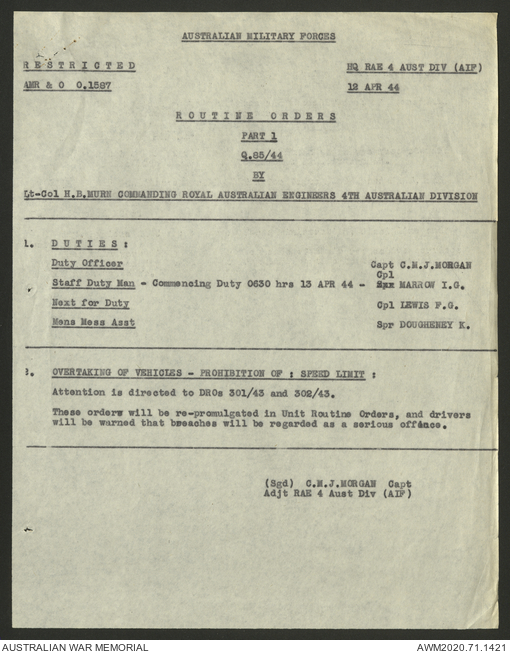 AUSTRALIAN MILITARY FORCES
RESTRICTED
HQ RAE 4 AUST DIV (AIF)
AMR & O O.1587
12 APR 44
ROUTINE ORDERS
PART 1
Q.85/44
BY
Lt-Col H.B.MURN COMMANDING ROYAL AUSTRALIAN ENGINEERS 4TH AUSTRALIAN DIVISION
1. DUTIES:
Duty Officer Capt C.M.J.MORGAN
Cpl
Staff Duty Man - Commencing Duty 0630 hrs 13 APR 44 - Spr MARROW I.G.
Next for Duty Cpl LEWIS F.G.
Mens Mess Asst Spr DOUGHENEY K.
3. OVERTAKING OF VEHICLES - PROHIBITION OF ; SPEED LIMIT :
Attention is directed to DROs 301/43 and 302/43.
These orders will be re-promulgated in Unit Routine Orders, and drivers
will be warned that breaches will be regarded as a serious offence.
(Sgd) C.M.J.MORGAN Capt
Adjt RAE 4 Aust Div (AIF)
AUSTRALIAN WAR MEMORIAL
AWM2020.71.1421